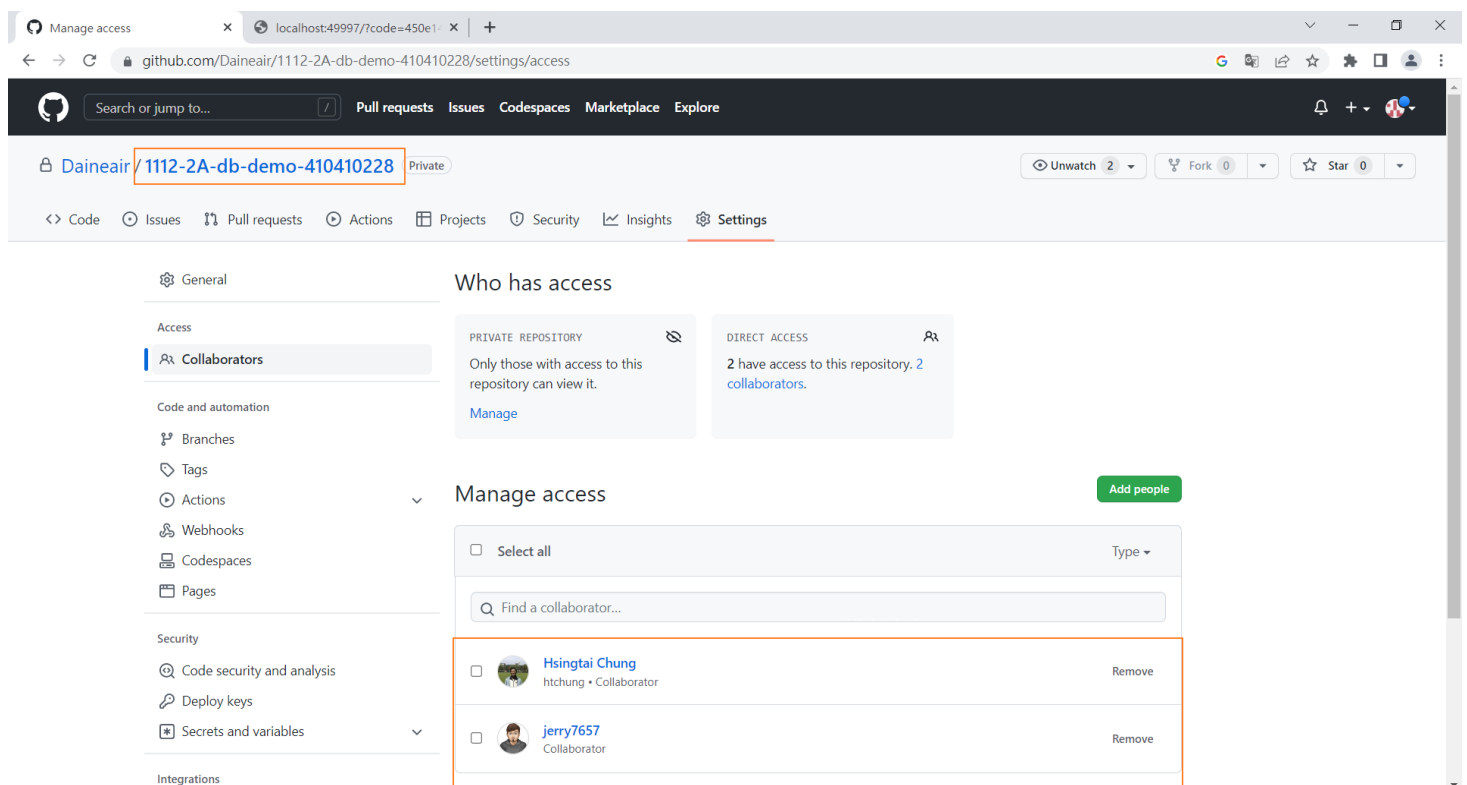 Manage access
localhost:49997/?code=450e1
github.com/Daineair/1112-2A-db-demo-410410228/settings/access
Search or jump to... /
Pull requests Issues Codespaces Marketplace Explore
Daineair / 1112-2A-db-demo-410410228 Private
Unwatch 2 Fork 0 Star 0
Code Issues Pull requests Actions Projects Security Insights Settings
General
Access
Collaborators
Code and automation
Branches
Tags
Actions
Webhooks
Codespaces
Pages
Security
Code security and analysis
Deploy keys
Secrets and variables
Integrations
Who has access
PRIVATE REPOSITORY
Only those with access to this
repository can view it.
Manage
DIRECT ACCESS
2 have access to this repository. 2
collaborators.
Manage access
Add people
Select all
Type
Find a collaborator...
Hsingtai Chung
htchung • Collaborator
Remove
jerry7657
Collaborator
Remove